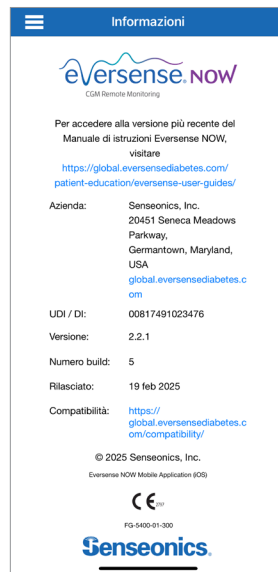 Informazioni
eversense. NOW
CGM Remote Monitoring
Per accedere alla versione più recente del
Manuale di istruzioni Eversense NOW,
visitare
https://global.eversensediabetes.com/
patient-education/eversense-user-guides/
Azienda: Senseonics, Inc.
20451 Seneca Meadows
Parkway,
Germantown, Maryland,
USA
global.eversensediabetes.c
om
UDI / DI: 00817491023476
Versione: 2.2.1
Numero build: 5
Rilasciato: 19 feb 2025
Compatibilità: https://
global.eversensediabetes.c
om/compatibility/
© 2025 Senseonics, Inc.
Eversense NOW Mobile Application (iOS)
CE 2797
FG-5400-01-300
Senseonics.